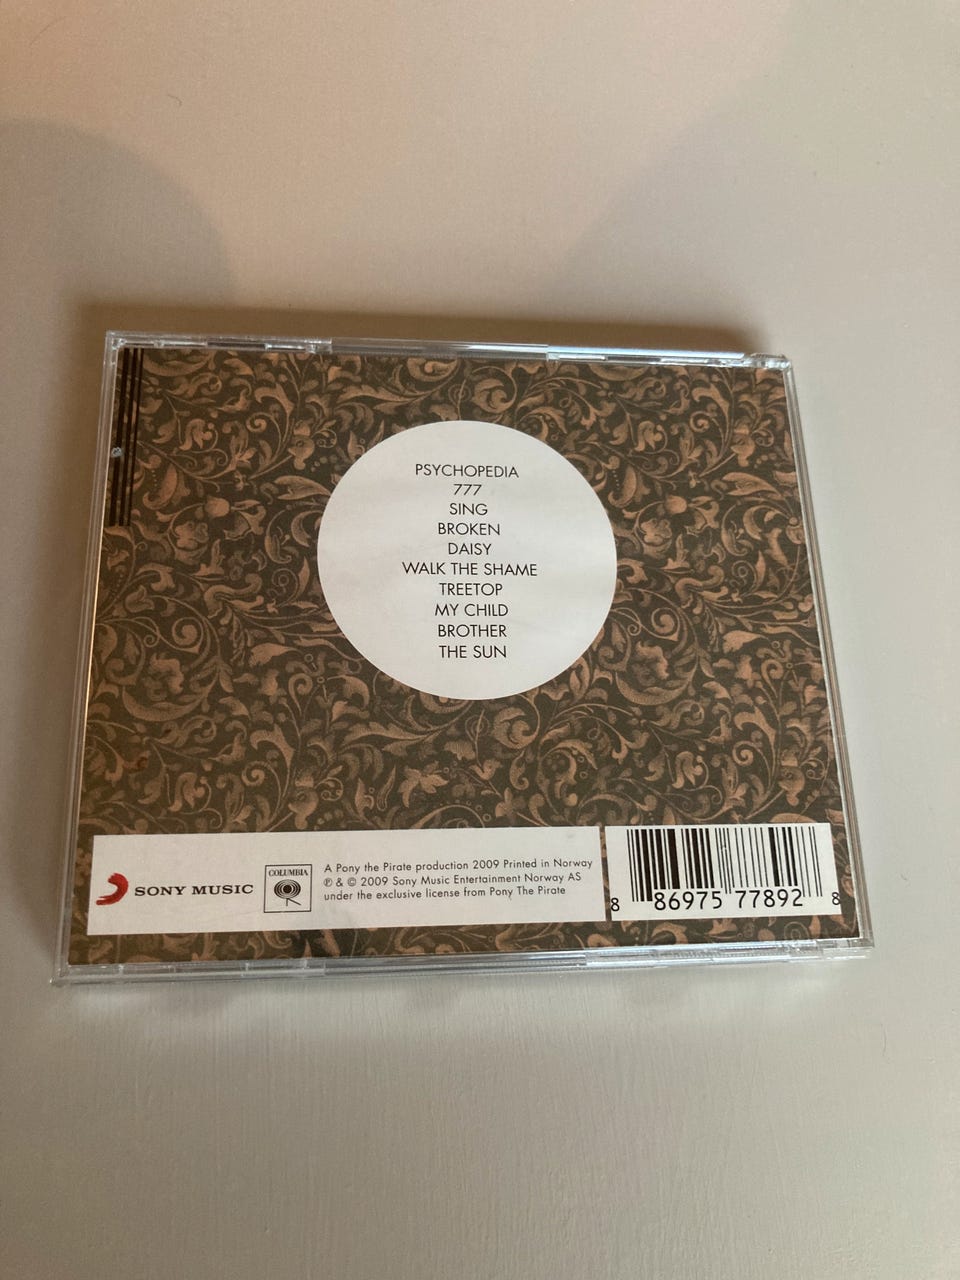 PSYCHOPEDIA
777
SING
BROKEN
DAISY
WALK THE SHAME
TREETOP
MY CHILD
BROTHER
THE SUN
SONY MUSIC
COLUMBIA
A Pony the Pirate production 2009 Printed in Norway
℗ & © 2009 Sony Music Entertainment Norway AS
under the exclusive license from Pony The Pirate
8 86975 77892 8